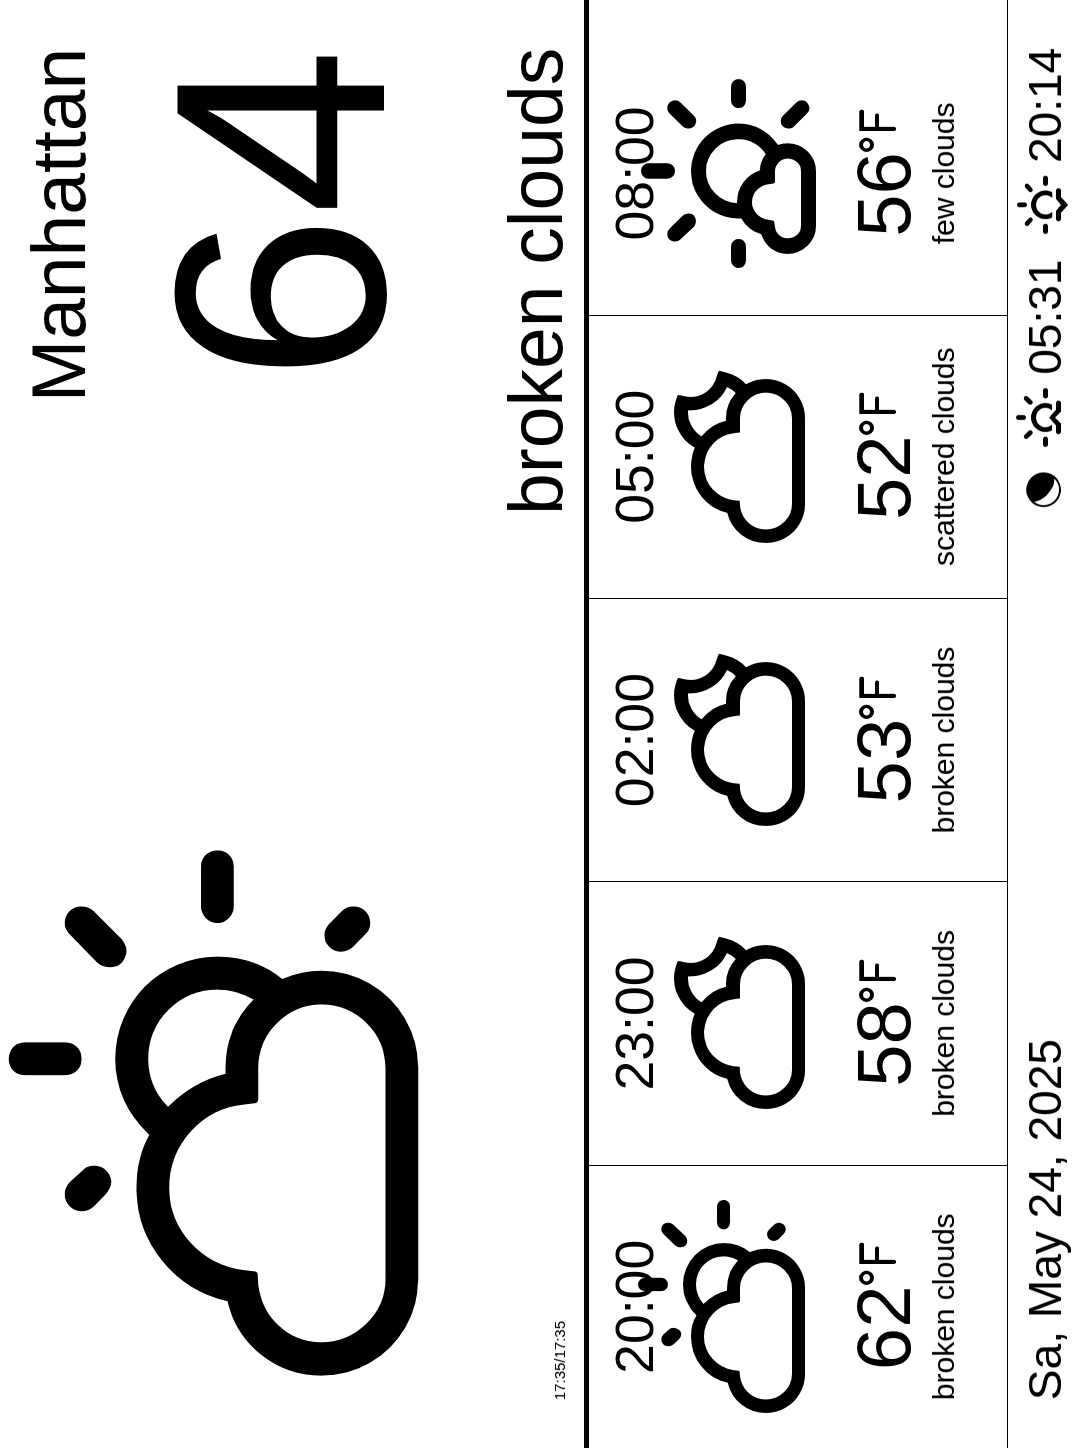 Manhattan
64
broken clouds
17:35/17:35
20:00 23:00 02:00 05:00 08:00
62°F 58°F 53°F 52°F 56°F
broken clouds broken clouds broken clouds scattered clouds few clouds
Sa, May 24, 2025 05:31 20:14